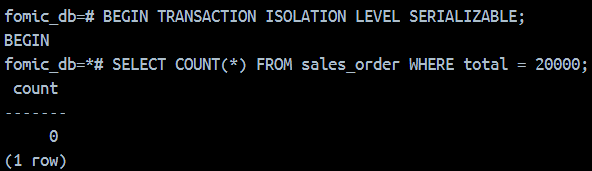 fomic_db=# BEGIN TRANSACTION ISOLATION LEVEL SERIALIZABLE;
BEGIN
fomic_db=*# SELECT COUNT(*) FROM sales_order WHERE total = 20000;
 count
-------
     0
(1 row)